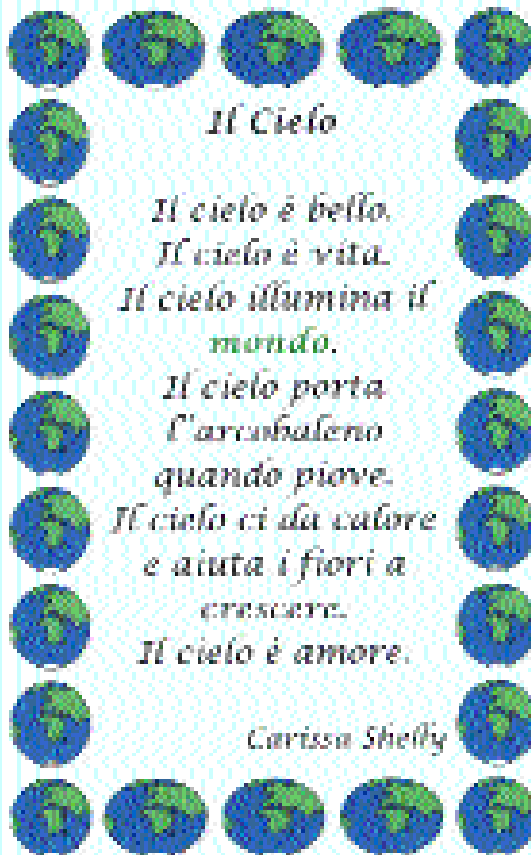 Il Cielo
Il cielo è bello.
Il cielo è vita.
Il cielo illumina il
mondo.
Il cielo porta
l'arcobaleno
quando piove.
Il cielo ci da calore
e aiuta i fiori a
crescere.
Il cielo è amore.
Carissa Shelly